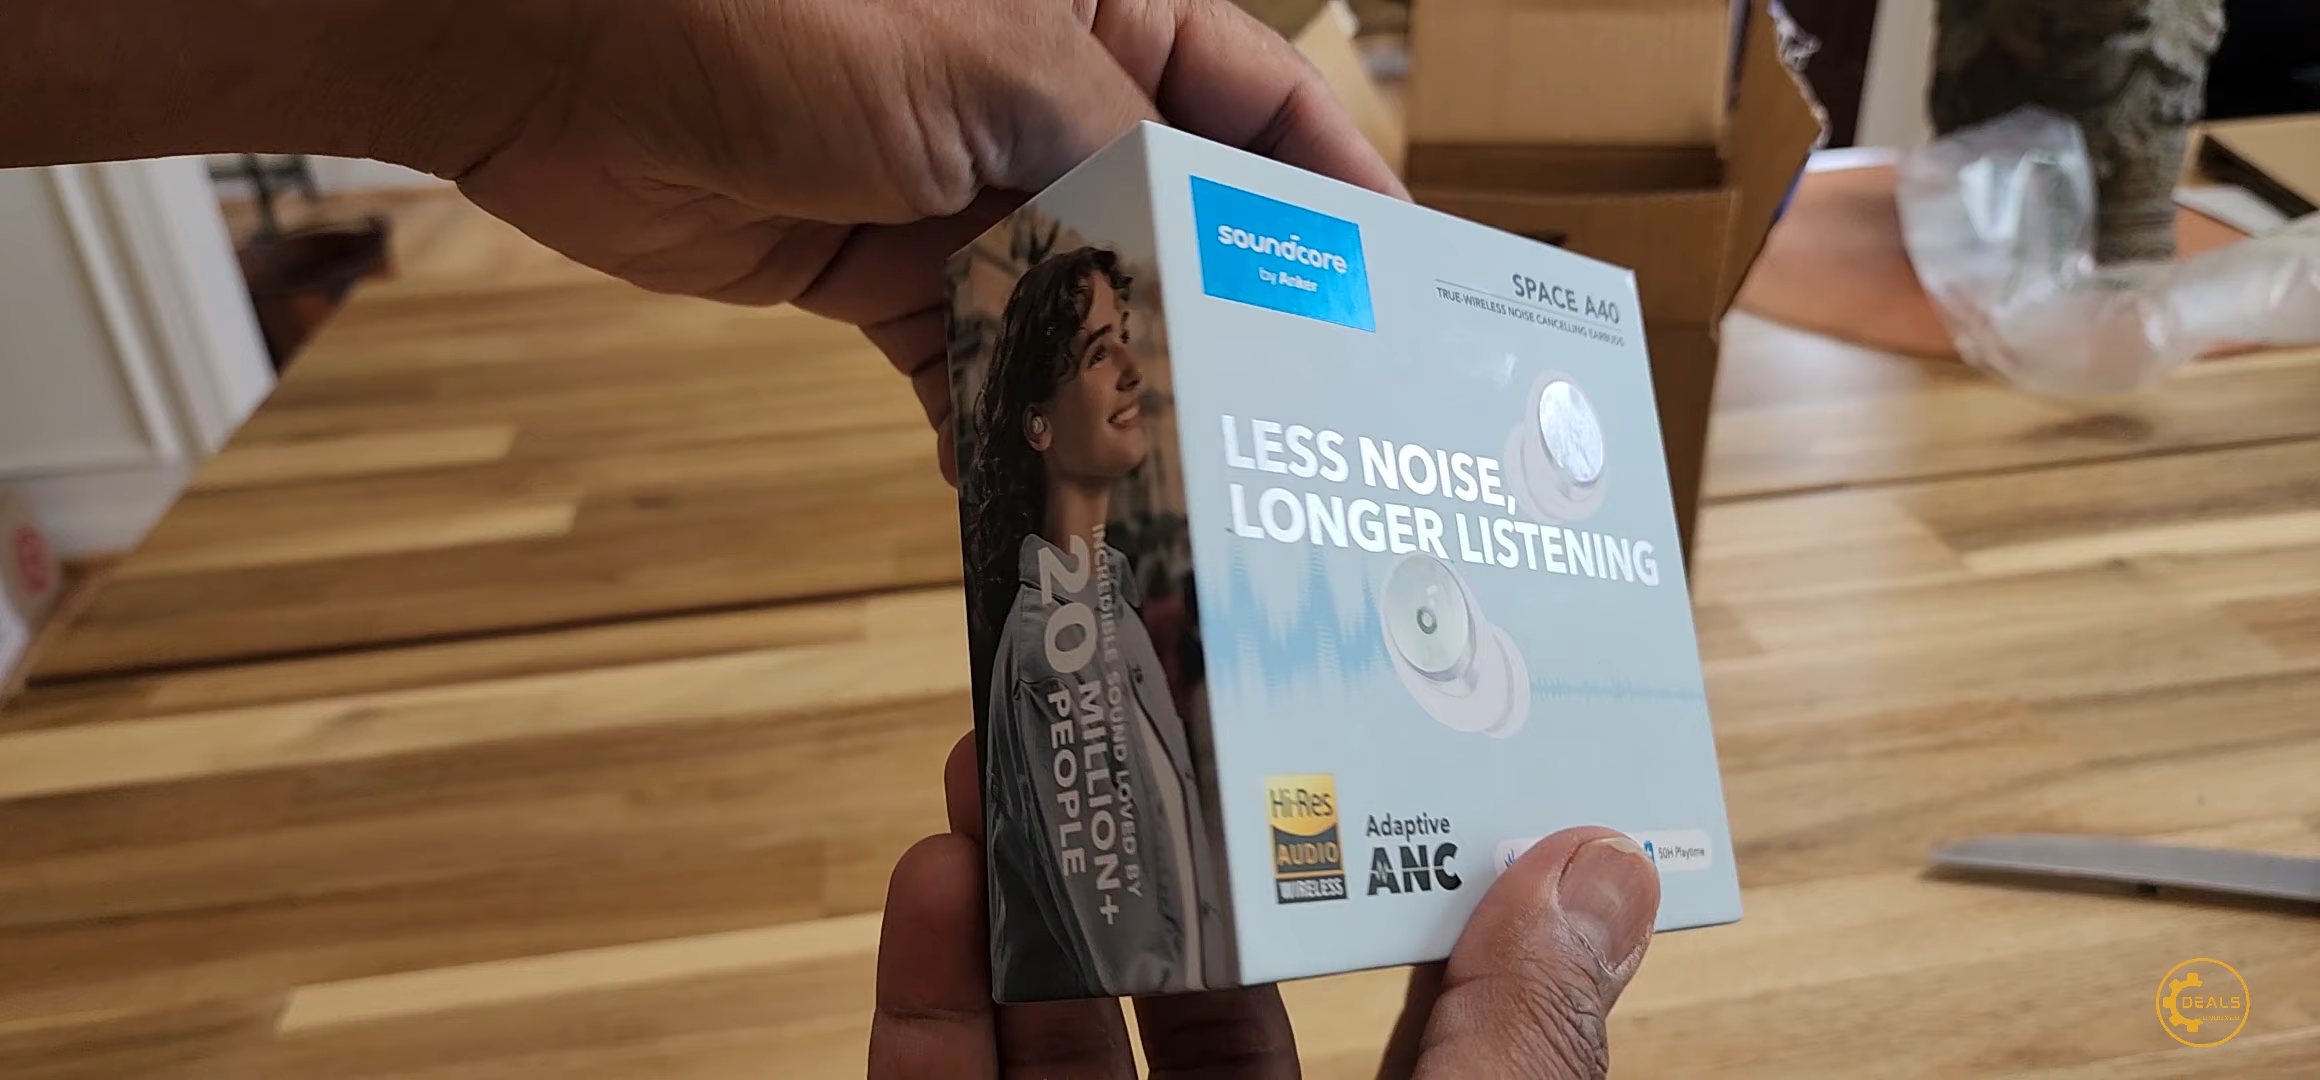 soundcore
by Anker
SPACE A40
TRUE-WIRELESS NOISE CANCELLING EARBUDS
LESS NOISE,
LONGER LISTENING
Hi-Res
AUDIO
WIRELESS
Adaptive
ANC
50H Playtime
INCREDIBLE SOUND LOVED BY
20 MILLION+
PEOPLE
DEALS